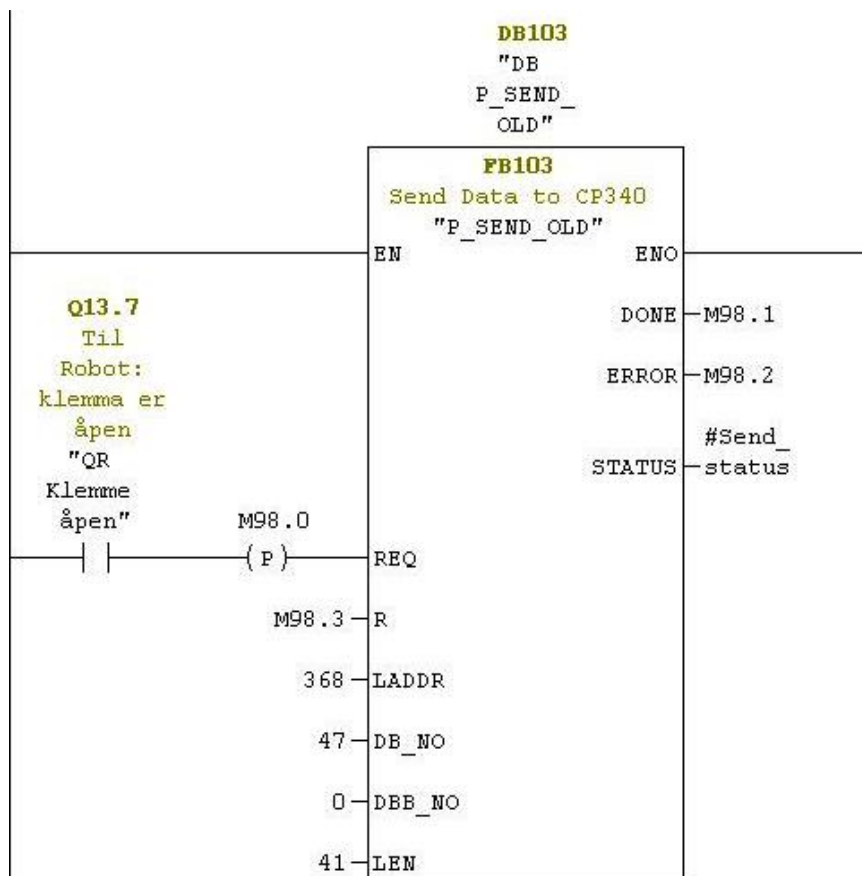 DB103
"DB
P_SEND_
OLD"
FB103
Send Data to CP340
"P_SEND_OLD"
EN
ENO
Q13.7
Til
Robot:
klemma er
åpen
"QR
Klemme
åpen"
DONE
M98.1
ERROR
M98.2
STATUS
#Send_
status
M98.0
(P)
REQ
M98.3
R
368
LADDR
47
DB_NO
0
DBB_NO
41
LEN